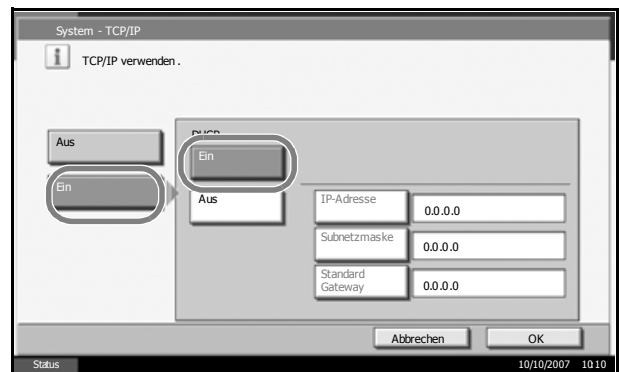 System - TCP/IP
TCP/IP verwenden .
Aus
Ein
DHCP
Ein
Aus
IP-Adresse
0.0.0.0
Subnetzmaske
0.0.0.0
Standard
Gateway
0.0.0.0
Abbrechen
OK
Status
10/10/2007 10:10